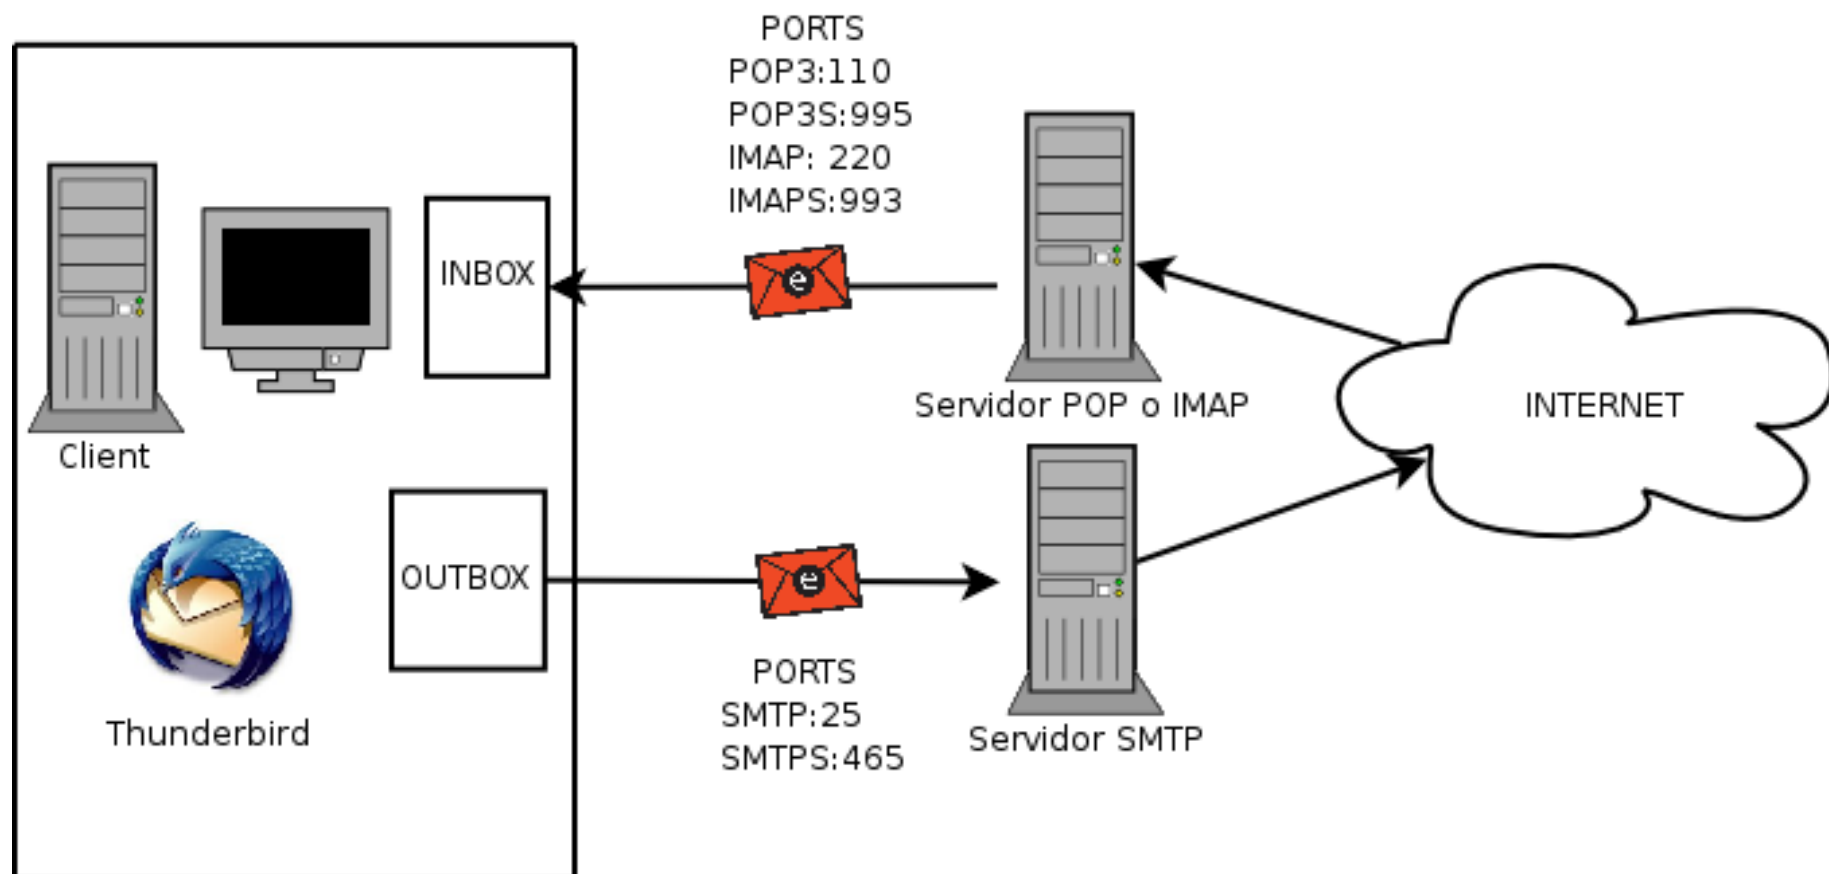 PORTS
POP3:110
POP3S:995
IMAP: 220
IMAPS:993
INBOX
e
Servidor POP o IMAP
INTERNET
Client
OUTBOX
e
PORTS
SMTP:25
SMTPS:465
Servidor SMTP
Thunderbird